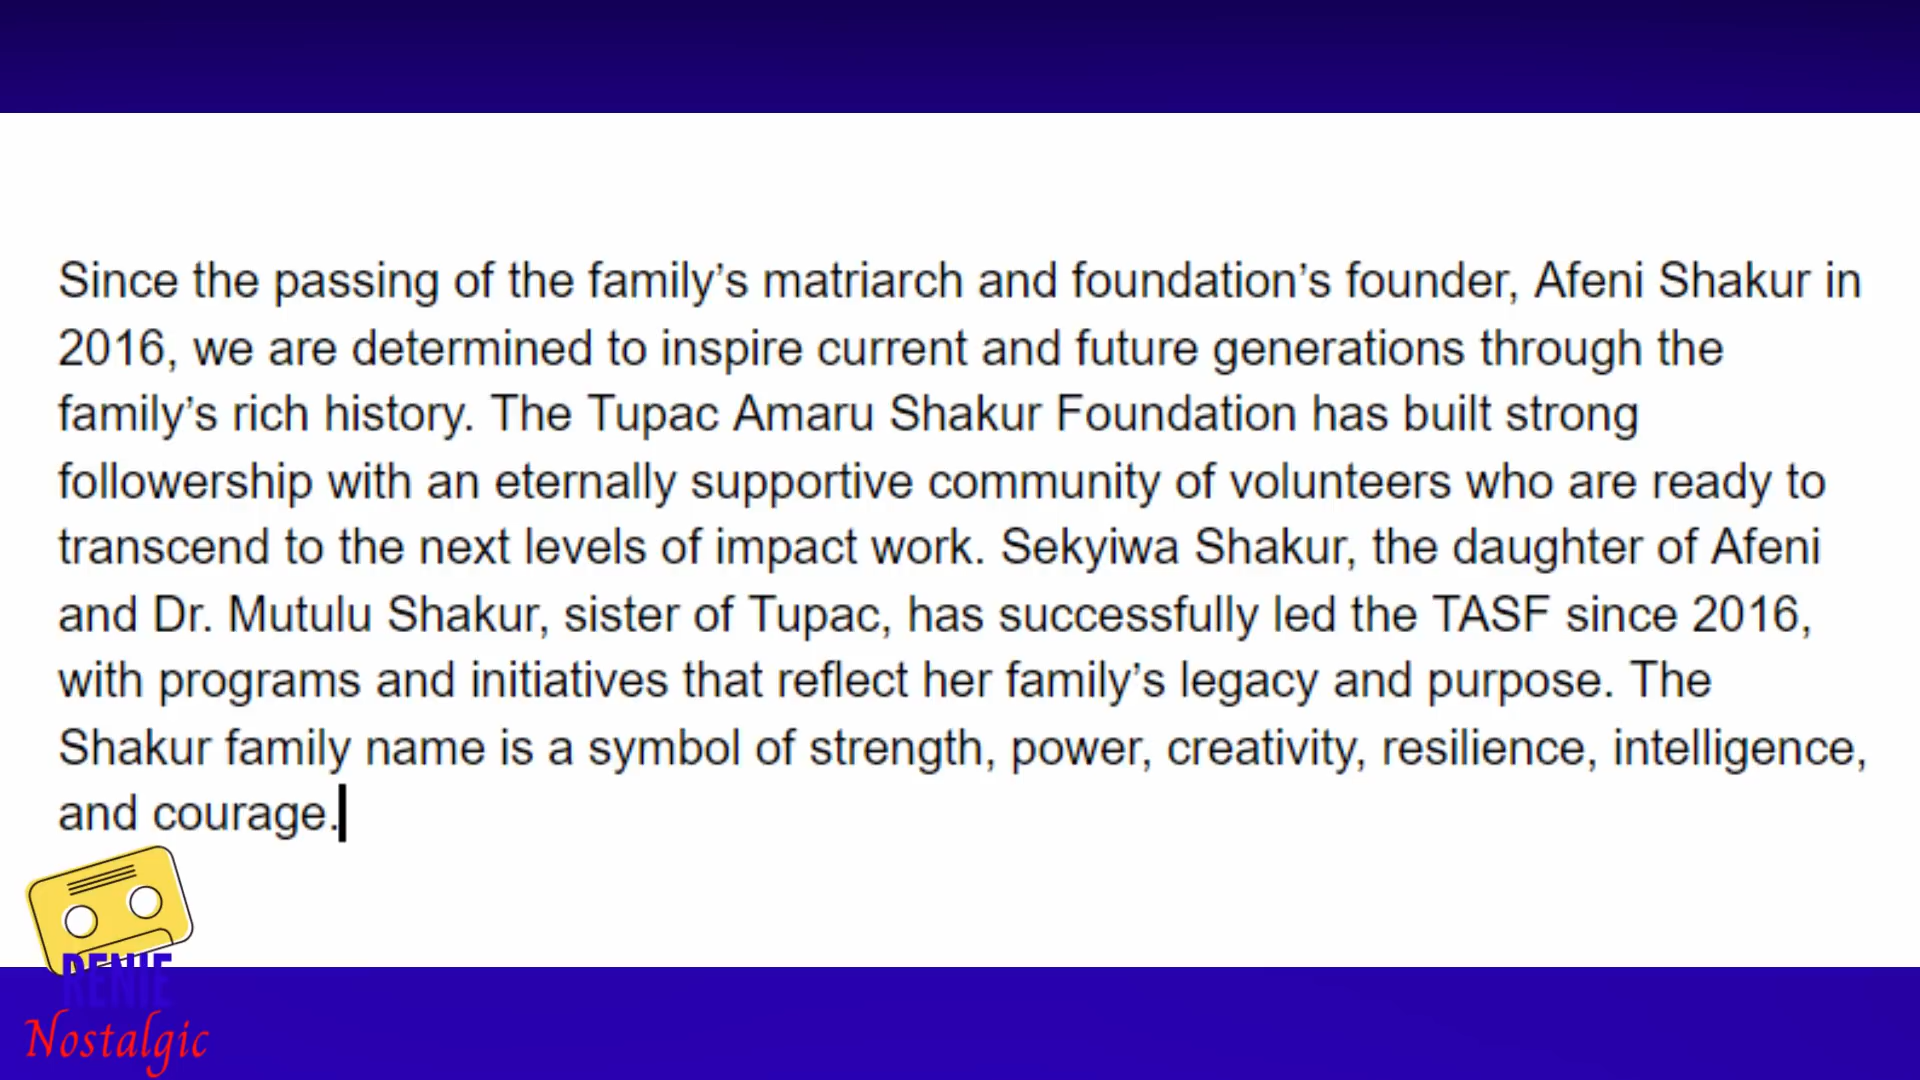 Since the passing of the family’s matriarch and foundation’s founder, Afeni Shakur in
2016, we are determined to inspire current and future generations through the
family’s rich history. The Tupac Amaru Shakur Foundation has built strong
followership with an eternally supportive community of volunteers who are ready to
transcend to the next levels of impact work. Sekyiwa Shakur, the daughter of Afeni
and Dr. Mutulu Shakur, sister of Tupac, has successfully led the TASF since 2016,
with programs and initiatives that reflect her family’s legacy and purpose. The
Shakur family name is a symbol of strength, power, creativity, resilience, intelligence,
and courage.
RENIE
Nostalgic